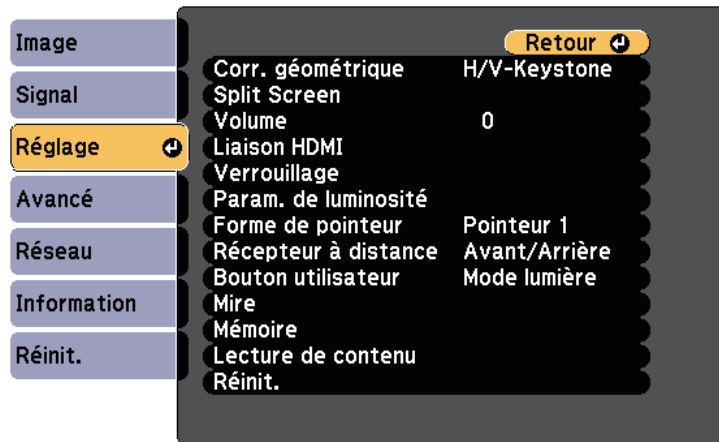 Image
Signal
Réglage
Avancé
Réseau
Information
Réinit.
Retour
Corr. géométrique H/V-Keystone
Split Screen
Volume 0
Liaison HDMI
Verrouillage
Param. de luminosité
Forme de pointeur Pointeur 1
Récepteur à distance Avant/Arrière
Bouton utilisateur Mode lumière
Mire
Mémoire
Lecture de contenu
Réinit.